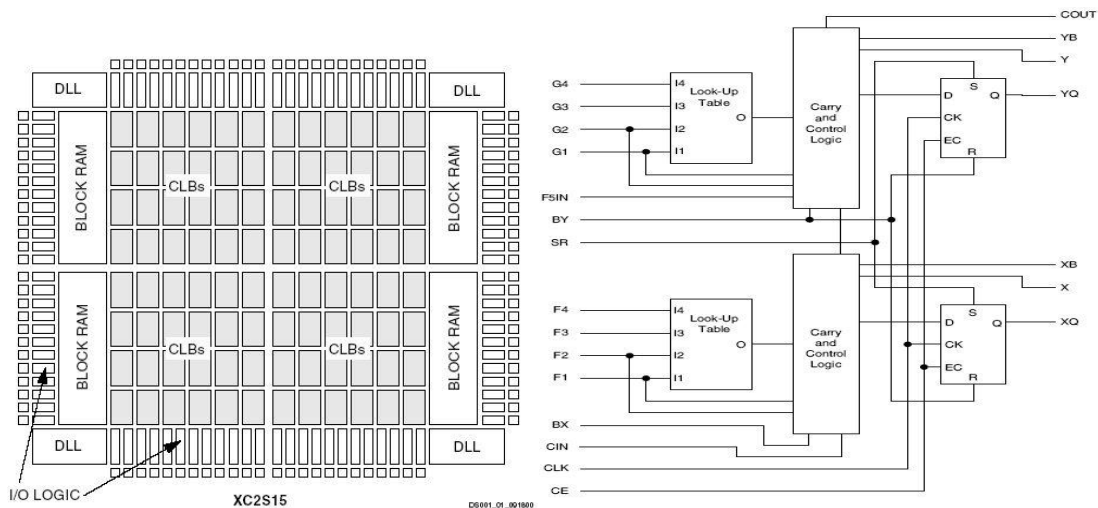 DLL
DLL
BLOCK RAM
BLOCK RAM
CLBs
CLBs
BLOCK RAM
BLOCK RAM
CLBs
CLBs
DLL
DLL
I/O LOGIC
XC2S15
DS001_01_091800
COUT
YB
Y
G4
G3
G2
G1
I4
I3
I2
I1
Look-Up
Table
O
Carry
and
Control
Logic
S
D
Q
CK
EC
R
YQ
F5IN
BY
SR
XB
X
F4
F3
F2
F1
I4
I3
I2
I1
Look-Up
Table
O
Carry
and
Control
Logic
S
D
Q
CK
EC
R
XQ
BX
CIN
CLK
CE